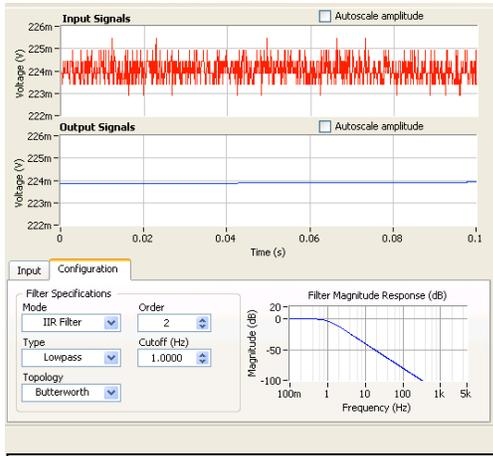 Input Signals
Autoscale amplitude
226m
225m
224m
223m
222m
Voltage (V)
Output Signals
Autoscale amplitude
226m
225m
224m
223m
222m
Voltage (V)
0 0.02 0.04 0.06 0.08 0.1
Time (s)
Input Configuration
Filter Specifications
Mode Order
IIR Filter 2
Type Cutoff (Hz)
Lowpass 1.0000
Topology
Butterworth
Filter Magnitude Response (dB)
20
0
-50
-100
Magnitude (dB)
100m 1 10 100 1k 5k
Frequency (Hz)